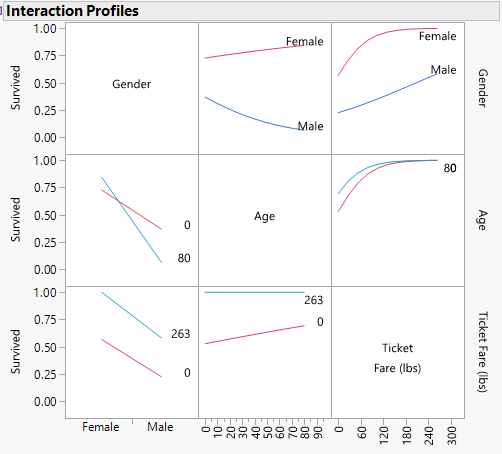 Interaction Profiles
1.00
0.75
0.50
0.25
0.00
Survived
Gender
Female
Male
Female
Male
Gender
1.00
0.75
0.50
0.25
0.00
Survived
0
80
Age
80
Age
1.00
0.75
0.50
0.25
0.00
Survived
263
0
263
0
Ticket
Fare (lbs)
Ticket Fare (lbs)
Female Male
0 10 20 30 40 50 60 70 80 90
0 60 120 180 240 300